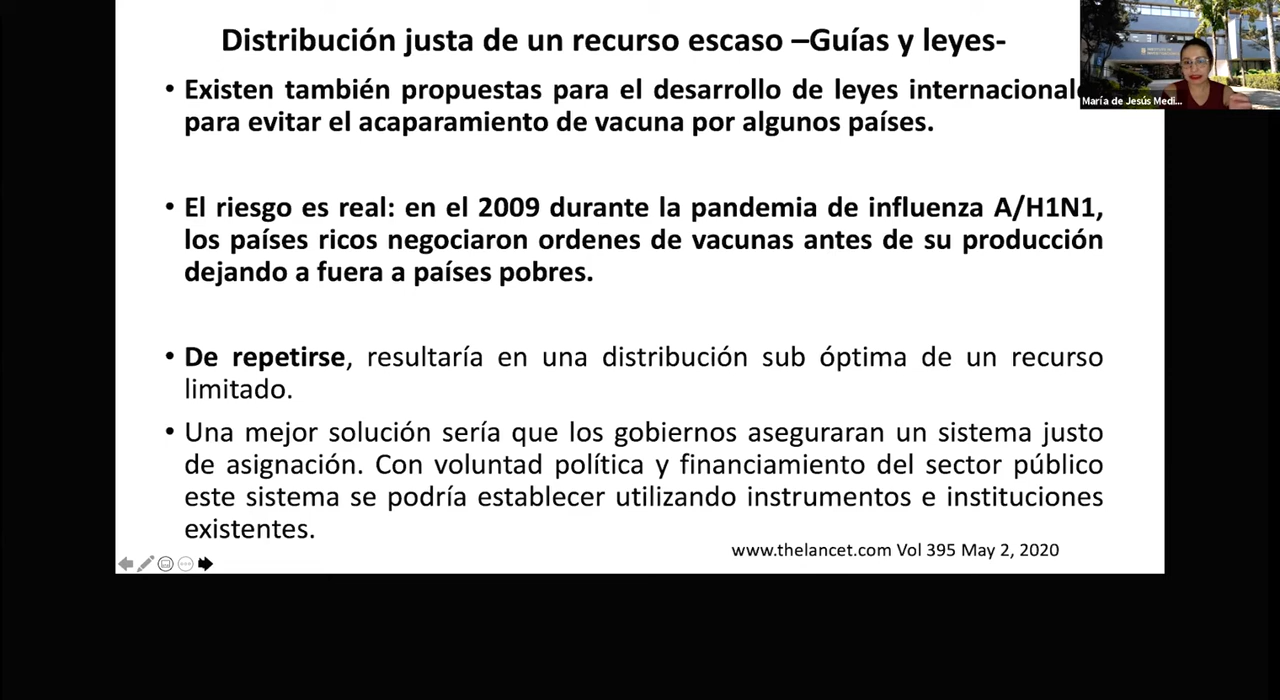 Distribución justa de un recurso escaso –Guías y leyes-
• Existen también propuestas para el desarrollo de leyes internacional
para evitar el acaparamiento de vacuna por algunos países.
• El riesgo es real: en el 2009 durante la pandemia de influenza A/H1N1,
los países ricos negociaron ordenes de vacunas antes de su producción
dejando a fuera a países pobres.
• De repetirse, resultaría en una distribución sub óptima de un recurso
limitado.
• Una mejor solución sería que los gobiernos aseguraran un sistema justo
de asignación. Con voluntad política y financiamiento del sector público
este sistema se podría establecer utilizando instrumentos e instituciones
existentes.
www.thelancet.com Vol 395 May 2, 2020
María de Jesús Medi...